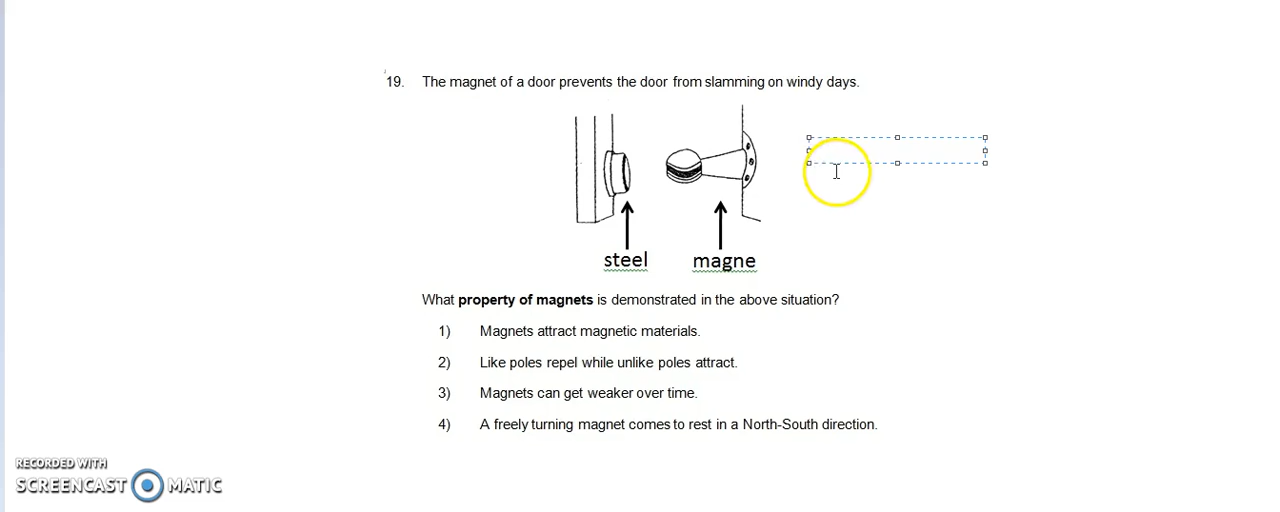 19. The magnet of a door prevents the door from slamming on windy days.
steel magne
What property of magnets is demonstrated in the above situation?
1) Magnets attract magnetic materials.
2) Like poles repel while unlike poles attract.
3) Magnets can get weaker over time.
4) A freely turning magnet comes to rest in a North-South direction.
RECORDED WITH
SCREENCAST MATIC